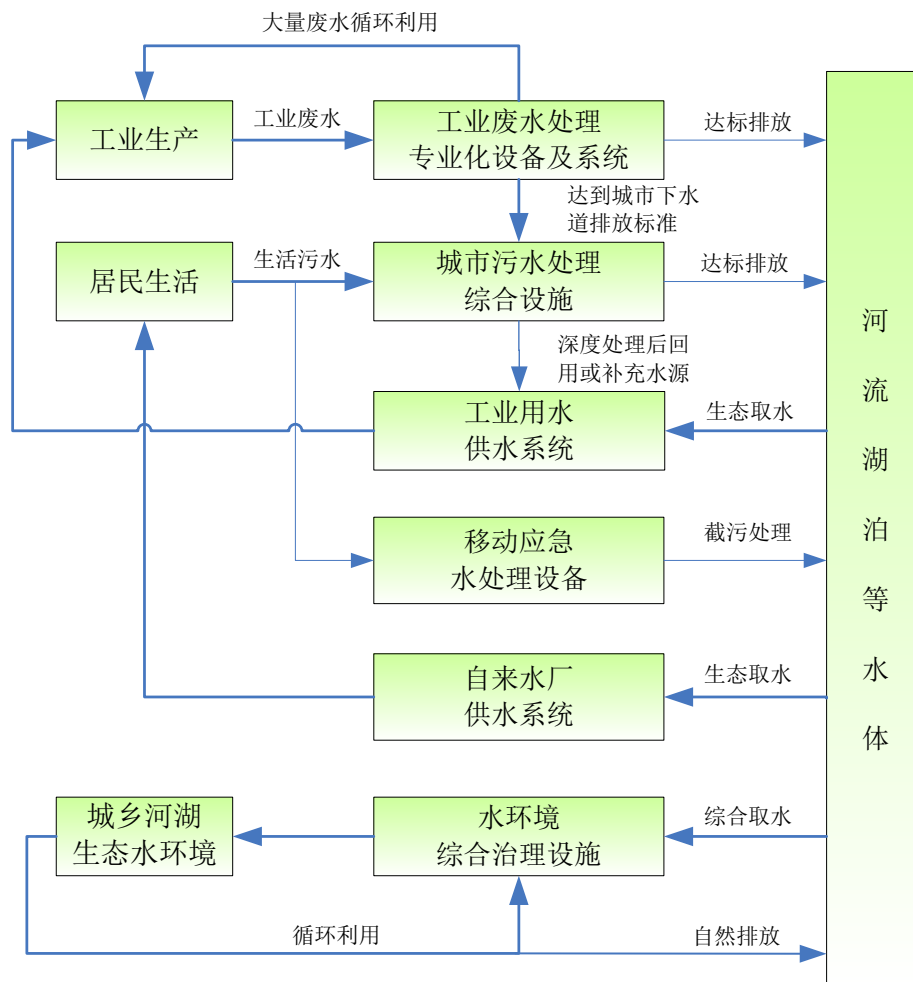 大量废水循环利用
工业生产
工业废水
工业废水处理
专业化设备及系统
达标排放
达到城市下水
道排放标准
居民生活
生活污水
城市污水处理
综合设施
达标排放
深度处理后回
用或补充水源
工业用水
供水系统
生态取水
移动应急
水处理设备
截污处理
自来水厂
供水系统
生态取水
城乡河湖
生态水环境
水环境
综合治理设施
综合取水
循环利用
自然排放
河
流
湖
泊
等
水
体